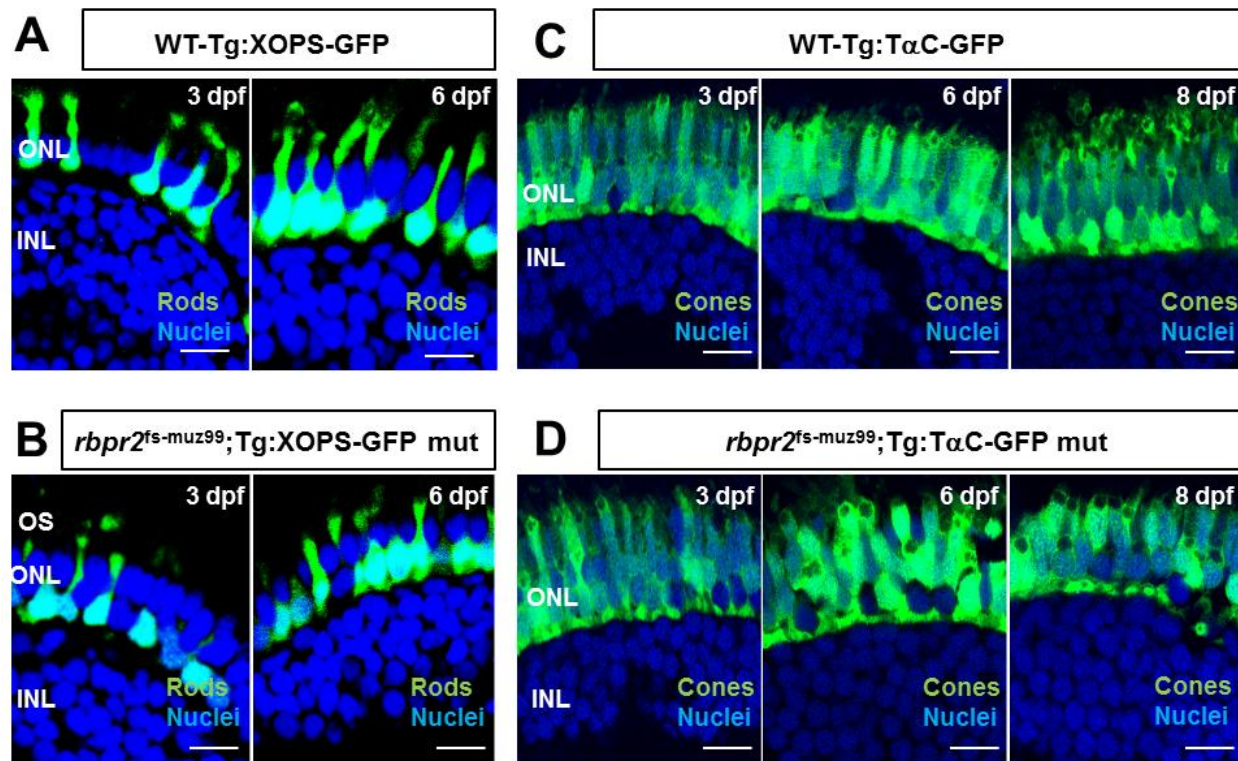 A
WT-Tg:XOPS-GFP
3 dpf
6 dpf
ONL
INL
Rods
Nuclei
Rods
Nuclei
C
WT-Tg:TαC-GFP
3 dpf
6 dpf
8 dpf
ONL
INL
Cones
Nuclei
Cones
Nuclei
Cones
Nuclei
B
rbpr2fs-muz99;Tg:XOPS-GFP mut
3 dpf
6 dpf
OS
ONL
INL
Rods
Nuclei
Rods
Nuclei
D
rbpr2fs-muz99;Tg:TαC-GFP mut
3 dpf
6 dpf
8 dpf
ONL
INL
Cones
Nuclei
Cones
Nuclei
Cones
Nuclei